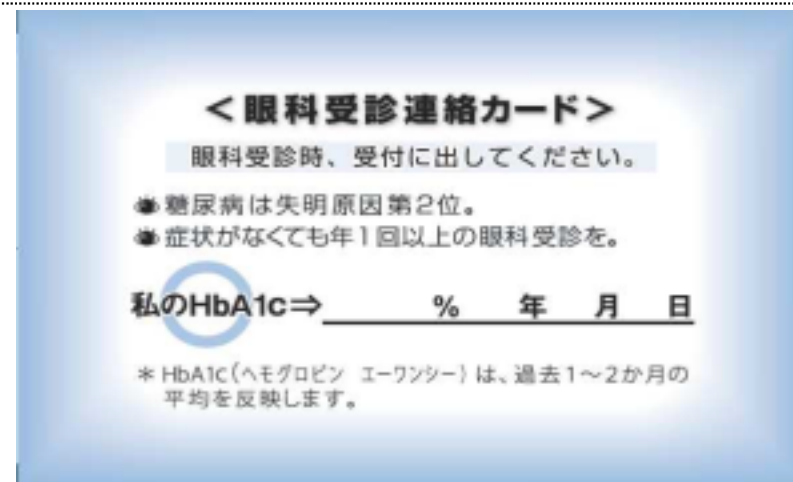 ＜眼科受診連絡カード＞
眼科受診時、受付に出してください。
糖尿病は失明原因第2位。
症状がなくても年1回以上の眼科受診を。
私のHbA1c⇒ % 年 月 日
＊HbA1C(ヘモグロビン エーワンシー)は、過去1〜2か月の
平均を反映します。